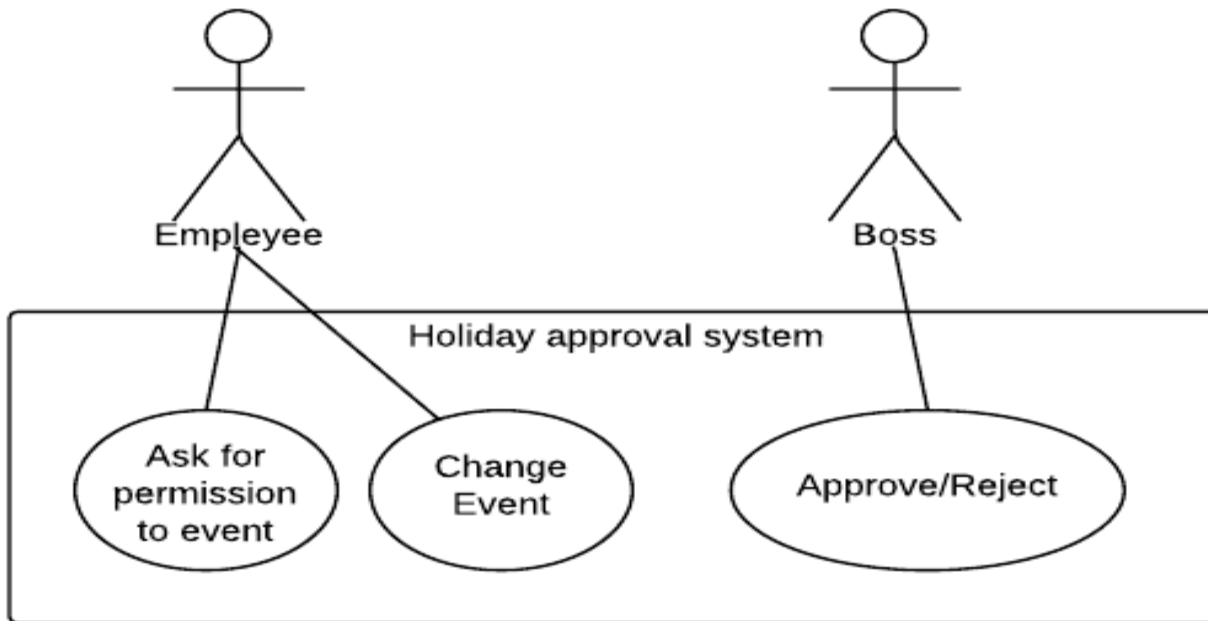 Empleyee
Boss
Holiday approval system
Ask for
permission
to event
Change
Event
Approve/Reject